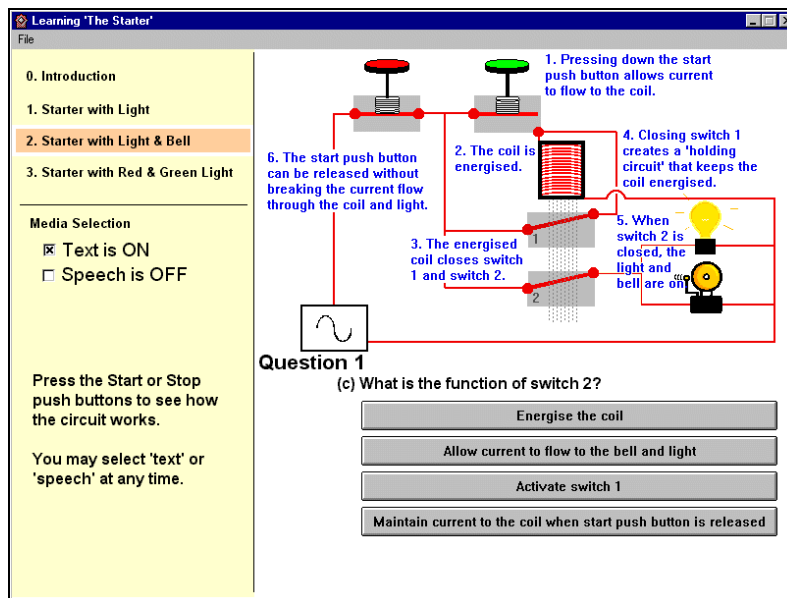 Learning 'The Starter'
File
0. Introduction
1. Starter with Light
2. Starter with Light & Bell
3. Starter with Red & Green Light
Media Selection
Text is ON
Speech is OFF
Press the Start or Stop
push buttons to see how
the circuit works.
You may select 'text' or
'speech' at any time.
1. Pressing down the start
push button allows current
to flow to the coil.
2. The coil is
energised.
4. Closing switch 1
creates a 'holding
circuit' that keeps the
coil energised.
6. The start push button
can be released without
breaking the current flow
through the coil and light.
3. The energised
coil closes switch
1 and switch 2.
5. When
switch 2 is
closed, the
light and
bell are on
1
2
Question 1
(c) What is the function of switch 2?
Energise the coil
Allow current to flow to the bell and light
Activate switch 1
Maintain current to the coil when start push button is released